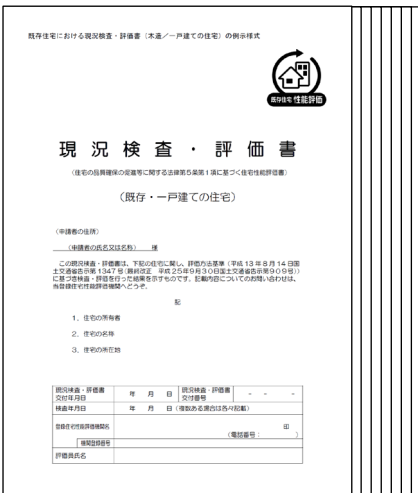 既存住宅における現況検査・評価書（木造／一戸建ての住宅）の例示様式
既存住宅 性能評価
現況検査・評価書
（住宅の品質確保の促進等に関する法律第5条第1項に基づく住宅性能評価書）
（既存・一戸建ての住宅）
（申請者の住所）
（申請者の氏名又は名称）　様
この現況検査・評価書は、下記の住宅に関し、評価方法基準（平成13年8月14日国
土交通省告示第1347号（最終改正　平成25年9月30日国土交通省告示第909号））
に基づき検査・評価を行った結果を示すものです。記載内容についてのお問い合わせは、
当登録住宅性能評価機関へどうぞ。
記
1．住宅の所有者
2．住宅の名称
3．住宅の所在地
現況検査・評価書　年　月　日　現況検査・評価書　-　-　-
交付年月日　交付番号
検査年月日　年　月　日（複数ある場合は各々記載）
登録住宅性能評価機関名　印
（電話番号：　）
機関登録番号
評価員氏名